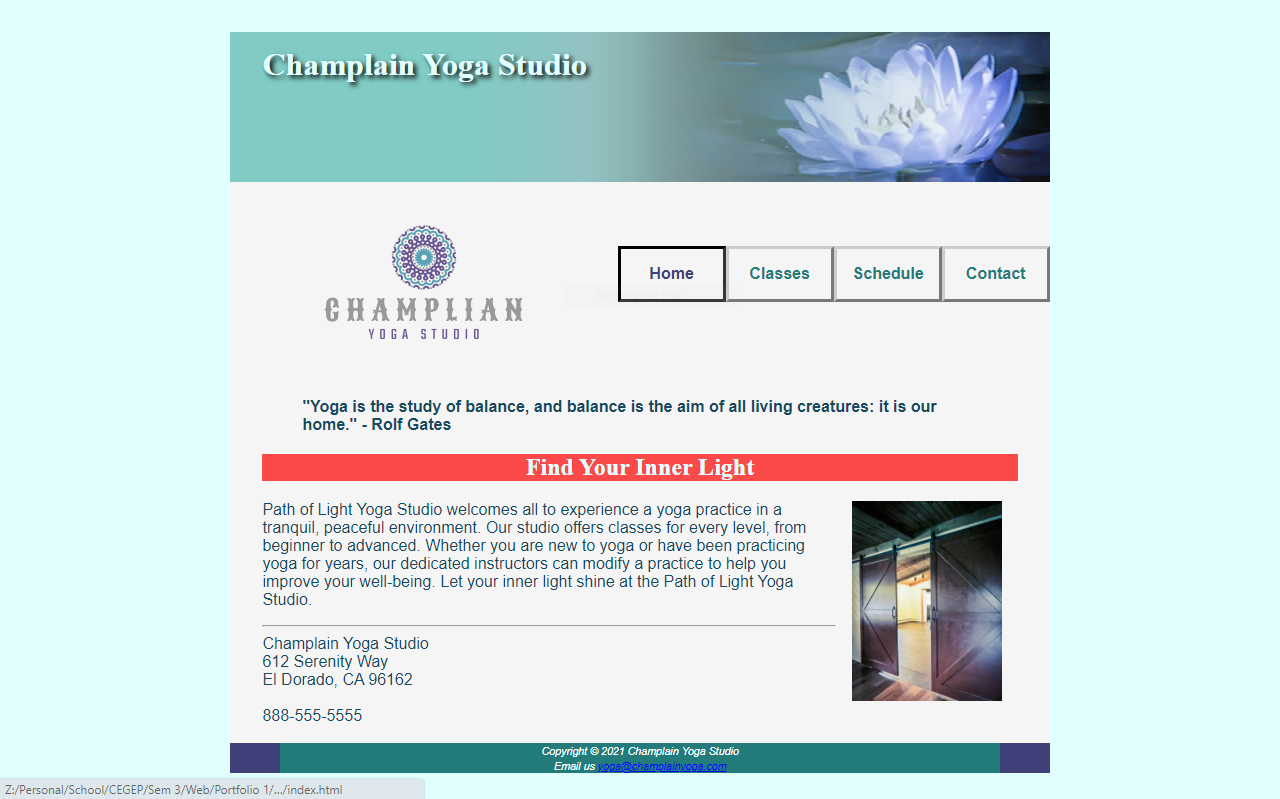 Champlain Yoga Studio
CHAMPLIAN
YOGA STUDIO
Home Classes Schedule Contact
"Yoga is the study of balance, and balance is the aim of all living creatures: it is our
home." - Rolf Gates
Find Your Inner Light
Path of Light Yoga Studio welcomes all to experience a yoga practice in a
tranquil, peaceful environment. Our studio offers classes for every level, from
beginner to advanced. Whether you are new to yoga or have been practicing
yoga for years, our dedicated instructors can modify a practice to help you
improve your well-being. Let your inner light shine at the Path of Light Yoga
Studio.
Champlain Yoga Studio
612 Serenity Way
El Dorado, CA 96162
888-555-5555
Copyright © 2021 Champlain Yoga Studio
Email us yoga@champlainyoga.com
Z:/Personal/School/CEGEP/Sem 3/Web/Portfolio 1/.../index.html